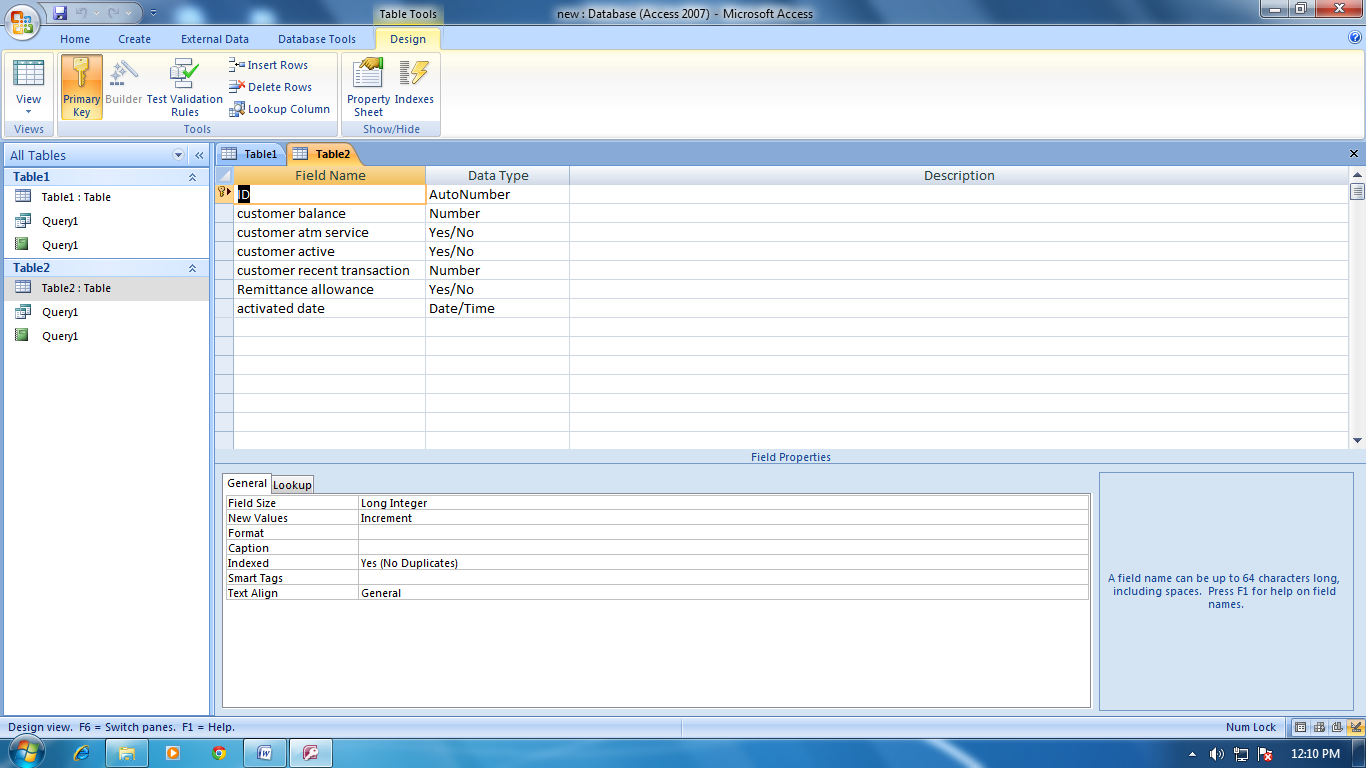 Table Tools
new : Database (Access 2007) - Microsoft Access
Home Create External Data Database Tools Design
View
Views
Primary Key
Builder
Test Validation Rules
Insert Rows
Delete Rows
Lookup Column
Tools
Property Sheet
Indexes
Show/Hide
All Tables
Table1
Table1 : Table
Query1
Query1
Table2
Table2 : Table
Query1
Query1
Table1 Table2
Field Name Data Type Description
ID AutoNumber
customer balance Number
customer atm service Yes/No
customer active Yes/No
customer recent transaction Number
Remittance allowance Yes/No
activated date Date/Time
Field Properties
General Lookup
Field Size Long Integer
New Values Increment
Format
Caption
Indexed Yes (No Duplicates)
Smart Tags
Text Align General
A field name can be up to 64 characters long,
including spaces. Press F1 for help on field
names.
Design view. F6 = Switch panes. F1 = Help.
Num Lock
12:10 PM